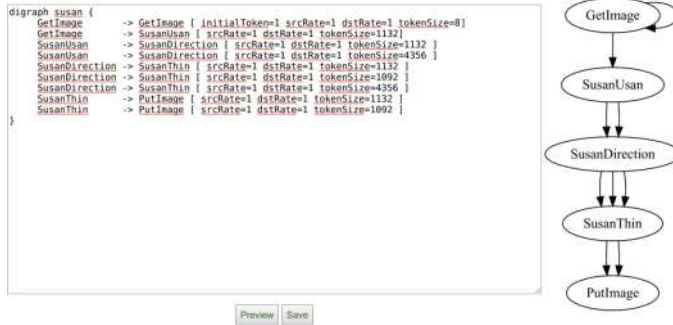 digraph susan {
GetImage -> GetImage [ initialToken=1 srcRate=1 dstRate=1 tokenSize=8]
GetImage -> SusanUsan [ srcRate=1 dstRate=1 tokenSize=1132]
SusanUsan -> SusanDirection [ srcRate=1 dstRate=1 tokenSize=1132 ]
SusanUsan -> SusanDirection [ srcRate=1 dstRate=1 tokenSize=4356 ]
SusanDirection -> SusanThin [ srcRate=1 dstRate=1 tokenSize=1132 ]
SusanDirection -> SusanThin [ srcRate=1 dstRate=1 tokenSize=1092 ]
SusanDirection -> SusanThin [ srcRate=1 dstRate=1 tokenSize=4356 ]
SusanThin -> PutImage [ srcRate=1 dstRate=1 tokenSize=1132 ]
SusanThin -> PutImage [ srcRate=1 dstRate=1 tokenSize=1092 ]
}
Preview Save
GetImage
SusanUsan
SusanDirection
SusanThin
PutImage